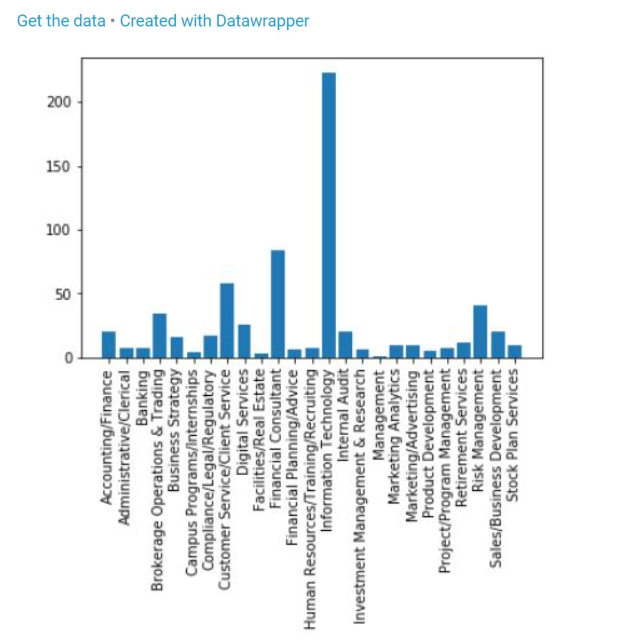 Get the data • Created with Datawrapper
200
150
100
50
0
Accounting/Finance
Administrative/Clerical
Banking
Brokerage Operations & Trading
Business Strategy
Campus Programs/Internships
Compliance/Legal/Regulatory
Customer Service/Client Service
Digital Services
Facilities/Real Estate
Financial Consultant
Financial Planning/Advice
Human Resources/Training/Recruiting
Information Technology
Internal Audit
Investment Management & Research
Management
Marketing Analytics
Marketing/Advertising
Product Development
Project/Program Management
Retirement Services
Risk Management
Sales/Business Development
Stock Plan Services